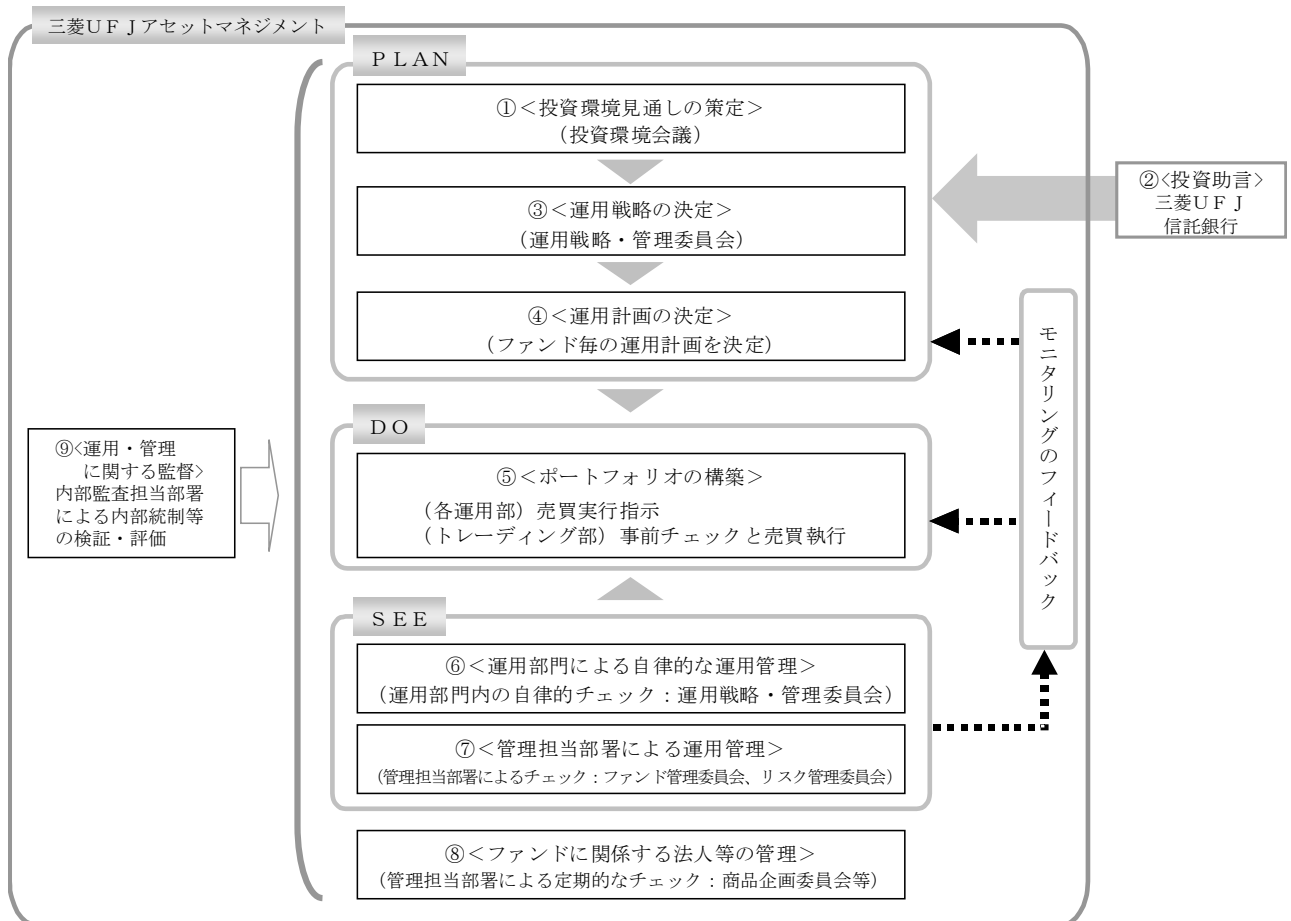 三菱UFJアセットマネジメント
PLAN
①<投資環境見通しの策定>
(投資環境会議)
②<投資助言>
三菱UFJ
信託銀行
③<運用戦略の決定>
(運用戦略・管理委員会)
④<運用計画の決定>
(ファンド毎の運用計画を決定)
モニタリングのフィードバック
DO
⑤<ポートフォリオの構築>
(各運用部)売買実行指示
(トレーディング部)事前チェックと売買執行
⑨<運用・管理
に関する監督>
内部監査担当部署
による内部統制等
の検証・評価
SEE
⑥<運用部門による自律的な運用管理>
(運用部門内の自律的チェック:運用戦略・管理委員会)
⑦<管理担当部署による運用管理>
(管理担当部署によるチェック:ファンド管理委員会、リスク管理委員会)
⑧<ファンドに関係する法人等の管理>
(管理担当部署による定期的なチェック:商品企画委員会等)